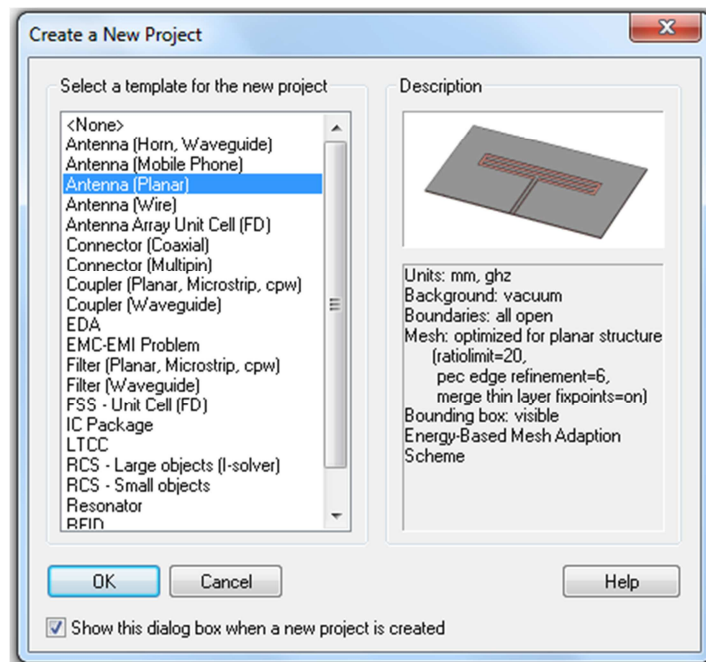 Create a New Project
Select a template for the new project
<None>
Antenna (Horn, Waveguide)
Antenna (Mobile Phone)
Antenna (Planar)
Antenna (Wire)
Antenna Array Unit Cell (FD)
Connector (Coaxial)
Connector (Multipin)
Coupler (Planar, Microstrip, cpw)
Coupler (Waveguide)
EDA
EMC-EMI Problem
Filter (Planar, Microstrip, cpw)
Filter (Waveguide)
FSS - Unit Cell (FD)
IC Package
LTCC
RCS - Large objects (I-solver)
RCS - Small objects
Resonator
RFID
Description
Units: mm, ghz
Background: vacuum
Boundaries: all open
Mesh: optimized for planar structure
(ratiolimit=20,
pec edge refinement=6,
merge thin layer fixpoints=on)
Bounding box: visible
Energy-Based Mesh Adaption
Scheme
OK
Cancel
Help
Show this dialog box when a new project is created